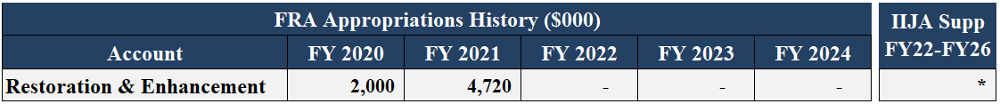 FRA Appropriations History ($000)
IIJA Supp
FY22-FY26
Account FY 2020 FY 2021 FY 2022 FY 2023 FY 2024
Restoration & Enhancement 2,000 4,720 - - - *